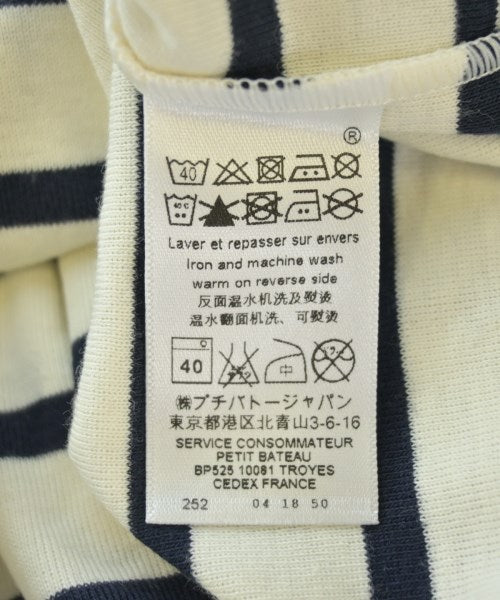 ®
40
40°C
Laver et repasser sur envers
Iron and machine wash
warm on reverse side
反面温水机洗及熨烫
温水翻面机洗、可熨烫
40 中
㈱プチバトージャパン
東京都港区北青山3-6-16
SERVICE CONSOMMATEUR
PETIT BATEAU
BP525 10081 TROYES
CEDEX FRANCE
252 04 18 50